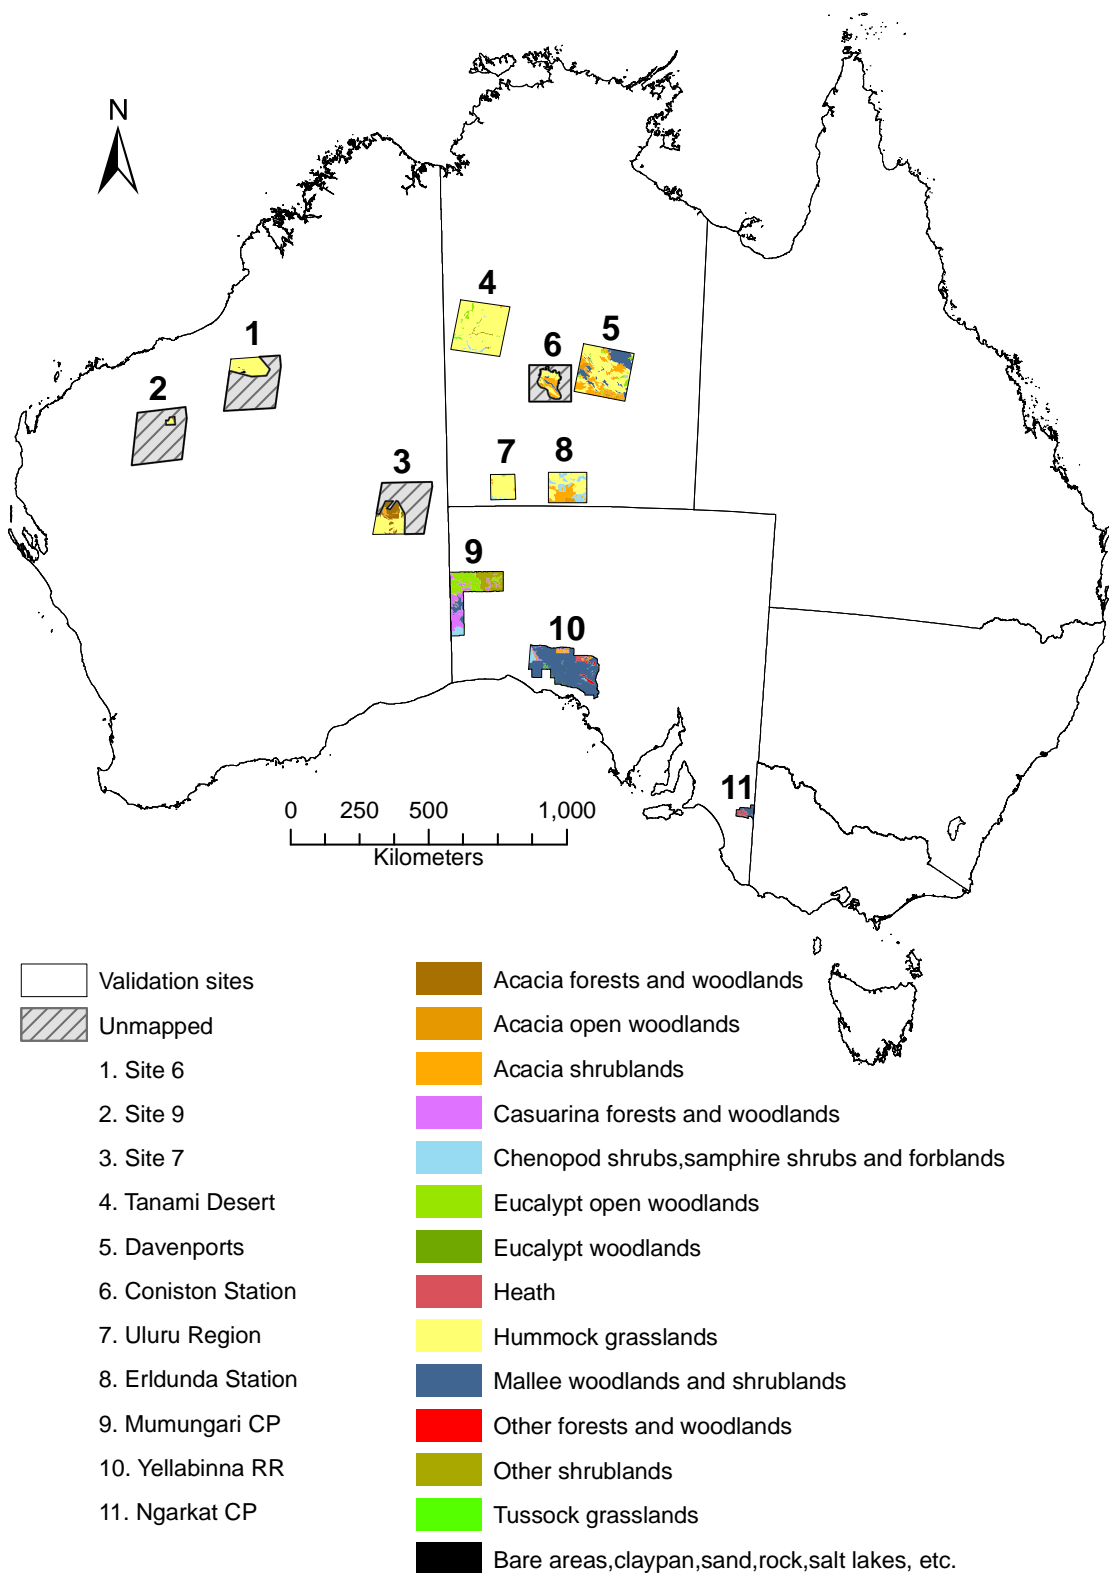 N
4
1
6
5
2
3
7
8
9
10
11
0 250 500 1,000
Kilometers
Validation sites
Unmapped
1. Site 6
2. Site 9
3. Site 7
4. Tanami Desert
5. Davenports
6. Coniston Station
7. Uluru Region
8. Erldunda Station
9. Mumungari CP
10. Yellabinna RR
11. Ngarkat CP
Acacia forests and woodlands
Acacia open woodlands
Acacia shrublands
Casuarina forests and woodlands
Chenopod shrubs,samphire shrubs and forblands
Eucalypt open woodlands
Eucalypt woodlands
Heath
Hummock grasslands
Mallee woodlands and shrublands
Other forests and woodlands
Other shrublands
Tussock grasslands
Bare areas,claypan,sand,rock,salt lakes, etc.